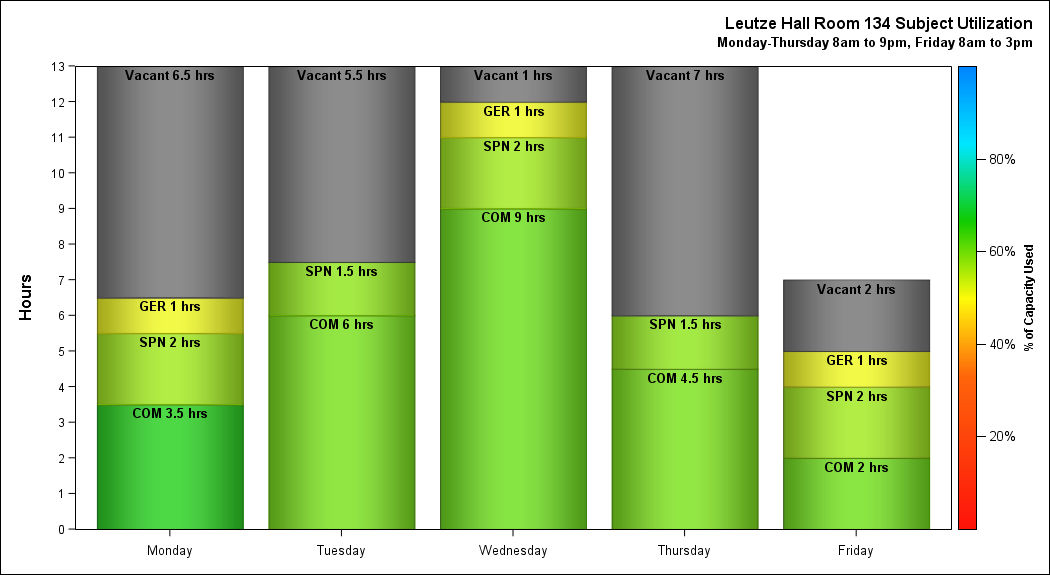 Leutze Hall Room 134 Subject Utilization
Monday-Thursday 8am to 9pm, Friday 8am to 3pm
Hours
13
12
11
10
9
8
7
6
5
4
3
2
1
0
Vacant 6.5 hrs
GER 1 hrs
SPN 2 hrs
COM 3.5 hrs
Vacant 5.5 hrs
SPN 1.5 hrs
COM 6 hrs
Vacant 1 hrs
GER 1 hrs
SPN 2 hrs
COM 9 hrs
Vacant 7 hrs
SPN 1.5 hrs
COM 4.5 hrs
Vacant 2 hrs
GER 1 hrs
SPN 2 hrs
COM 2 hrs
Monday
Tuesday
Wednesday
Thursday
Friday
80%
60%
40%
20%
% of Capacity Used